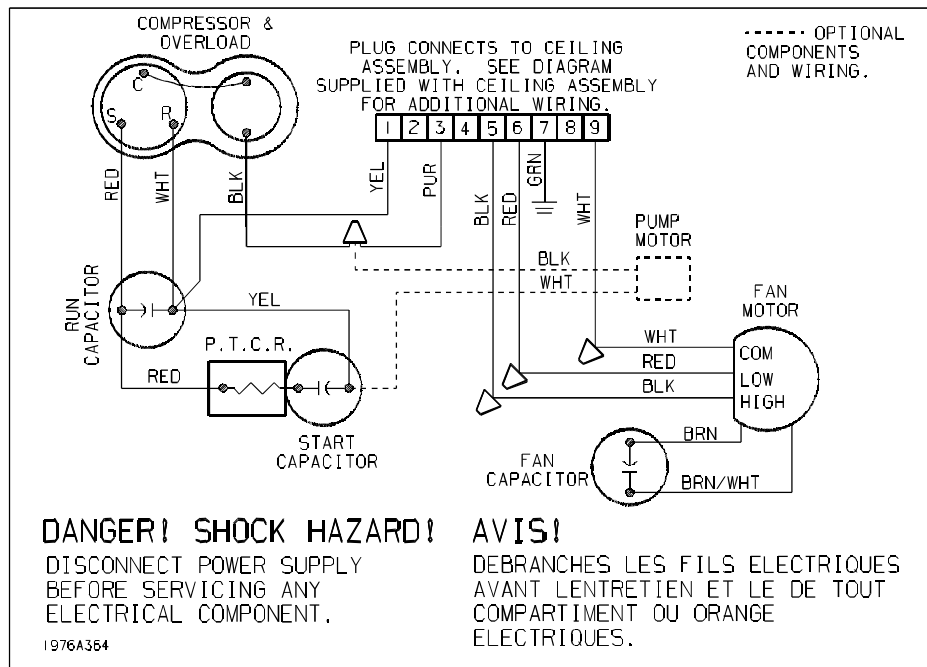 COMPRESSOR &
OVERLOAD
PLUG CONNECTS TO CEILING
ASSEMBLY. SEE DIAGRAM
SUPPLIED WITH CEILING ASSEMBLY
FOR ADDITIONAL WIRING.
OPTIONAL
COMPONENTS
AND WIRING.
C
S
R
1 2 3 4 5 6 7 8 9
RED
WHT
BLK
YEL
PUR
BLK
RED
GRN
WHT
PUMP
MOTOR
BLK
WHT
RUN
CAPACITOR
YEL
FAN
MOTOR
P.T.C.R.
RED
WHT
RED
BLK
COM
LOW
HIGH
START
CAPACITOR
BRN
FAN
CAPACITOR
BRN/WHT
DANGER! SHOCK HAZARD!
DISCONNECT POWER SUPPLY
BEFORE SERVICING ANY
ELECTRICAL COMPONENT.
1976A364
AVIS!
DEBRANCHES LES FILS ELECTRIQUES
AVANT LENTRETIEN ET LE DE TOUT
COMPARTIMENT OU ORANGE
ELECTRIQUES.